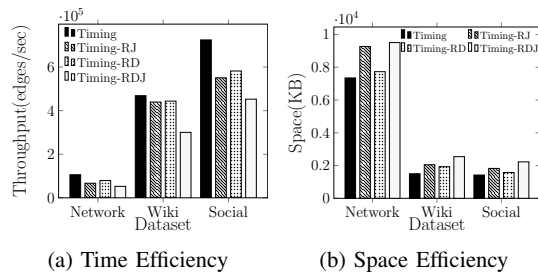 ·10^5
Throughput(edges/sec)
6
4
2
0
Timing
Timing-RJ
Timing-RD
Timing-RDJ
Network Wiki Social
Dataset
(a) Time Efficiency
·10^4
Space(KB)
1
0.8
0.6
0.4
0.2
0
Timing Timing-RJ
Timing-RD Timing-RDJ
Network Wiki Social
Dataset
(b) Space Efficiency